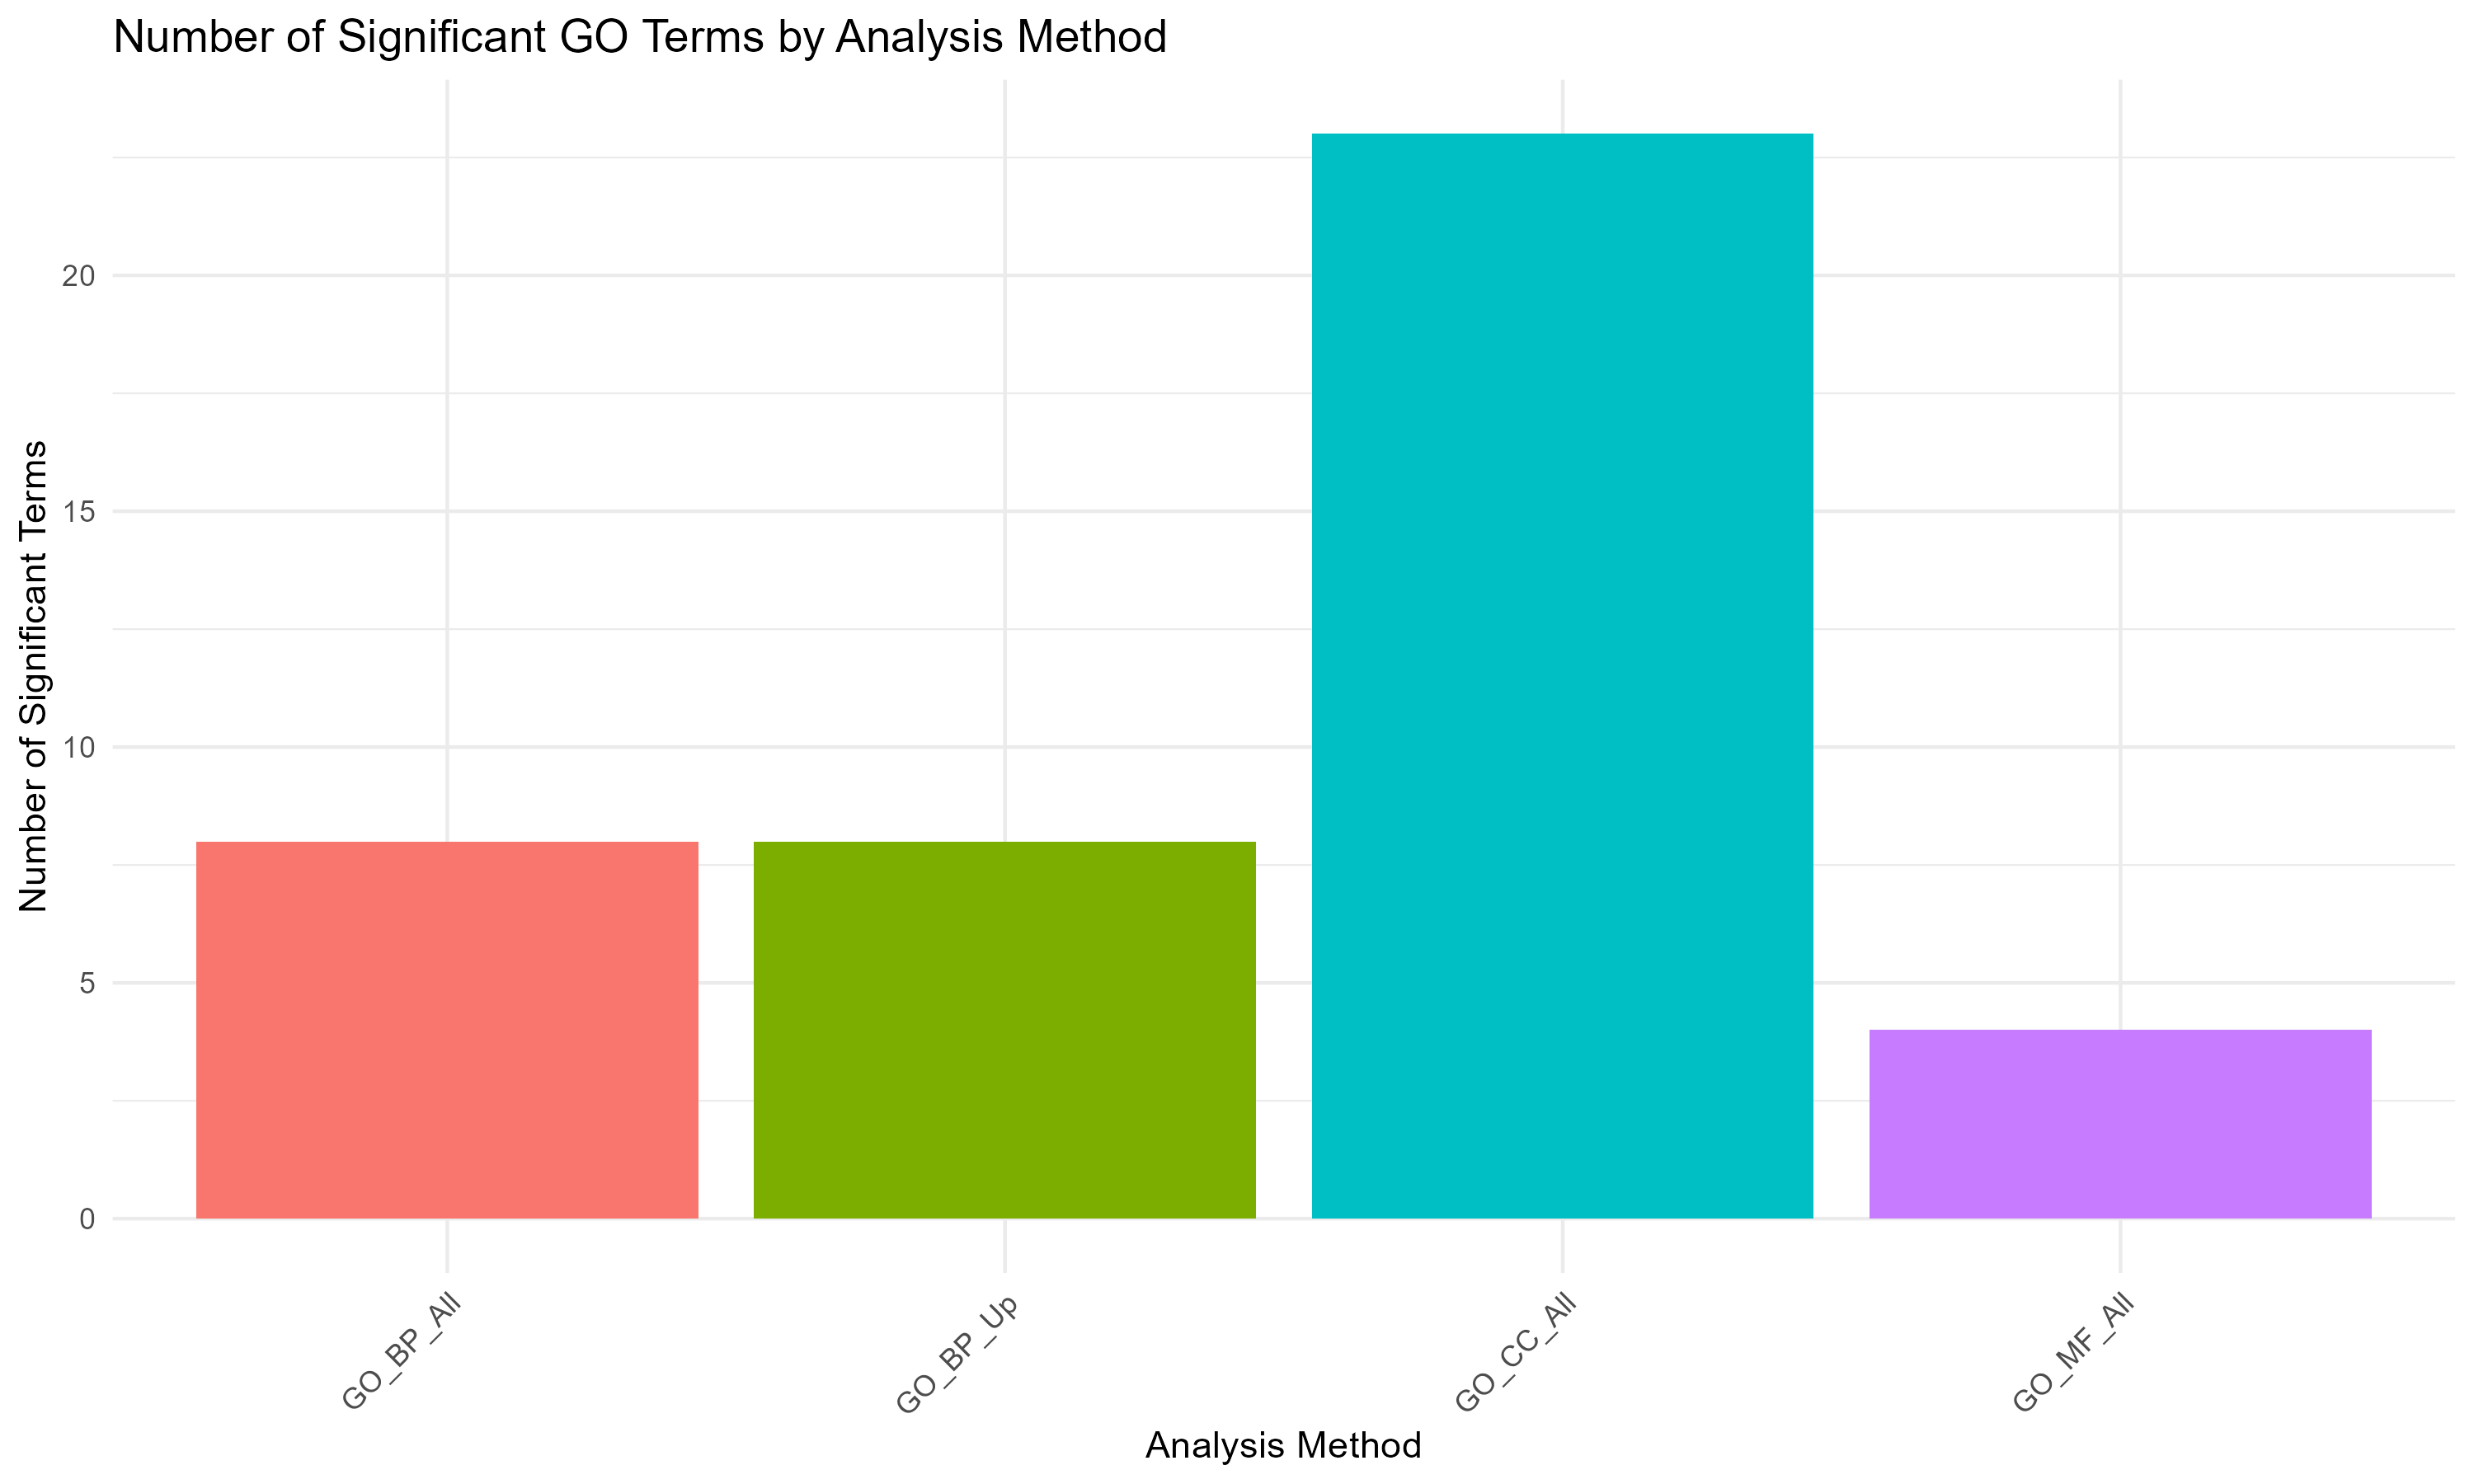 Number of Significant GO Terms by Analysis Method
Number of Significant Terms
20
15
10
5
0
GO_BP_All
GO_BP_Up
GO_CC_All
GO_MF_All
Analysis Method